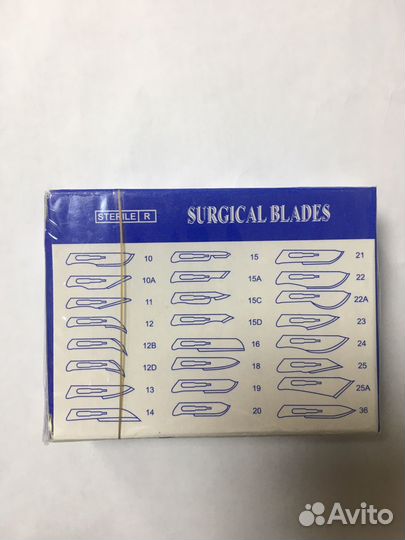 STERILE R
SURGICAL BLADES
10 15 21
10A 15A 22
11 15C 22A
12 15D 23
12B 16 24
12D 18 25
13 19 25A
14 20 36
Avito